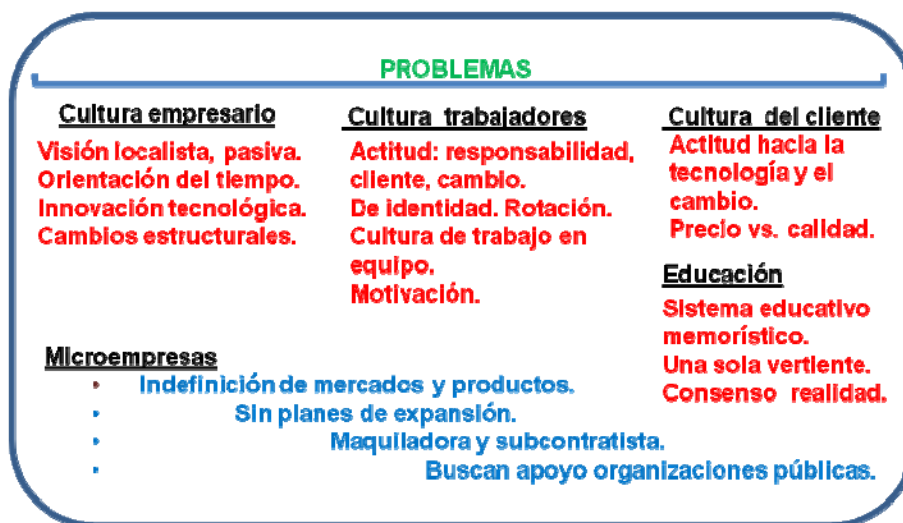 PROBLEMAS
Cultura empresario
Visión localista, pasiva.
Orientación del tiempo.
Innovación tecnológica.
Cambios estructurales.
Cultura trabajadores
Actitud: responsabilidad,
cliente, cambio.
De identidad. Rotación.
Cultura de trabajo en
equipo.
Motivación.
Cultura del cliente
Actitud hacia la
tecnología y el
cambio.
Precio vs. calidad.
Educación
Sistema educativo
memorístico.
Una sola vertiente.
Consenso realidad.
Microempresas
• Indefinición de mercados y productos.
• Sin planes de expansión.
• Maquiladora y subcontratista.
• Buscan apoyo organizaciones públicas.